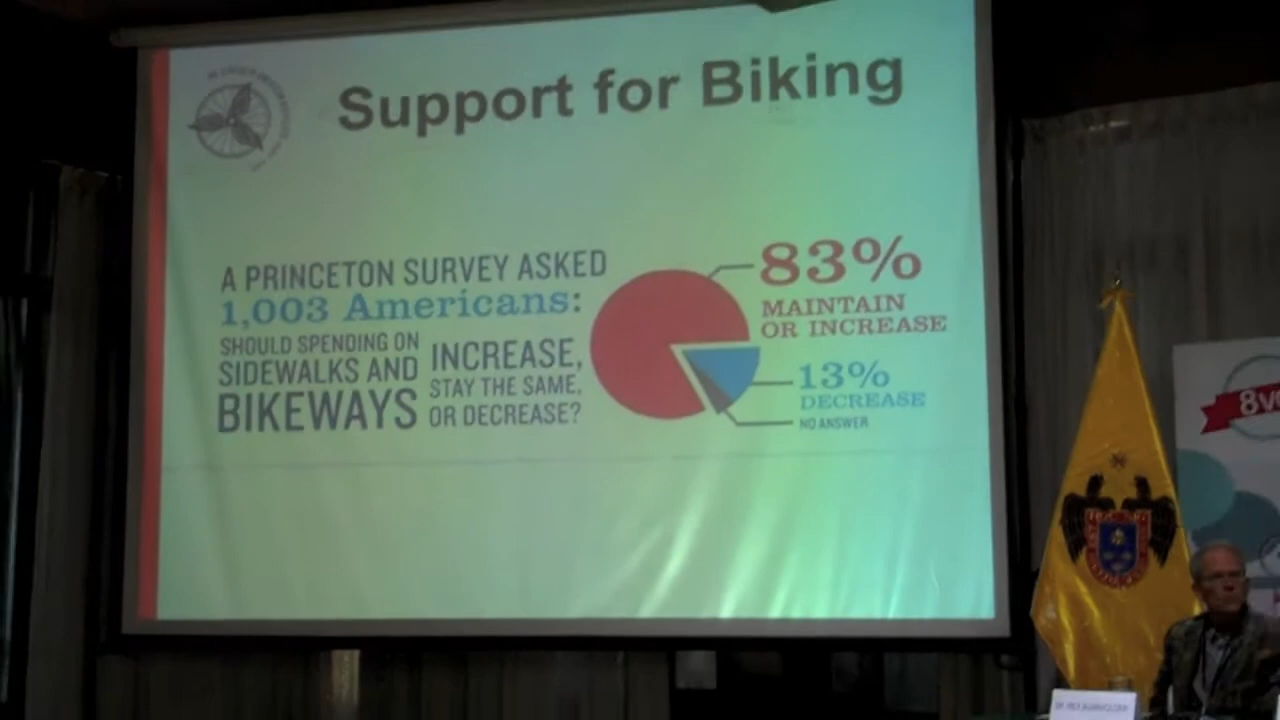 Support for Biking
A PRINCETON SURVEY ASKED
1,003 Americans:
SHOULD SPENDING ON
SIDEWALKS AND
BIKEWAYS
INCREASE,
STAY THE SAME,
OR DECREASE?
83%
MAINTAIN
OR INCREASE
13%
DECREASE
NO ANSWER